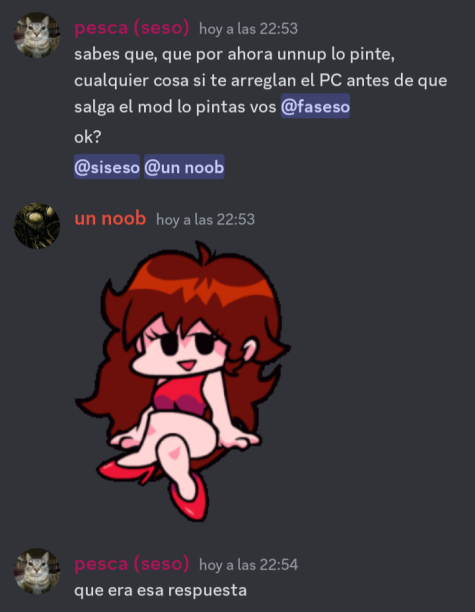 pesca (seso) hoy a las 22:53
sabes que, que por ahora unnup lo pinte,
cualquier cosa si te arreglan el PC antes de que
salga el mod lo pintas vos @faseso
ok?
@siseso @un noob
un noob hoy a las 22:53
pesca (seso) hoy a las 22:54
que era esa respuesta